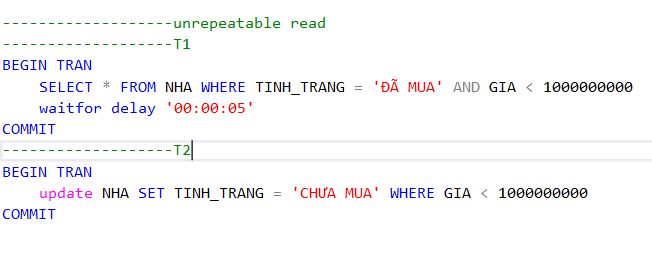 -------------------unrepeatable read
-------------------T1
BEGIN TRAN
SELECT * FROM NHA WHERE TINH_TRANG = 'ĐÃ MUA' AND GIA < 1000000000
waitfor delay '00:00:05'
COMMIT
-------------------T2
BEGIN TRAN
update NHA SET TINH_TRANG = 'CHƯA MUA' WHERE GIA < 1000000000
COMMIT